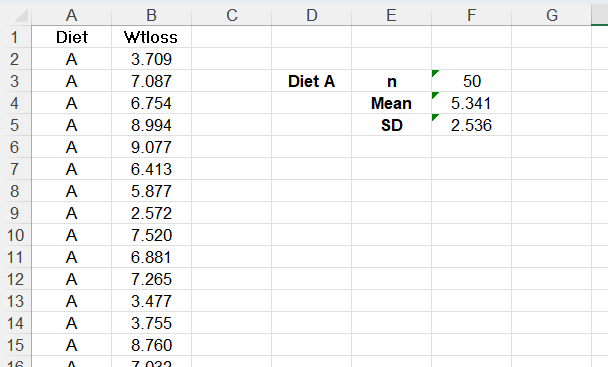 A B C D E F G
1 Diet Wtloss
2 A 3.709
3 A 7.087 Diet A n 50
4 A 6.754 Mean 5.341
5 A 8.994 SD 2.536
6 A 9.077
7 A 6.413
8 A 5.877
9 A 2.572
10 A 7.520
11 A 6.881
12 A 7.265
13 A 3.477
14 A 3.755
15 A 8.760
16 A 7.032